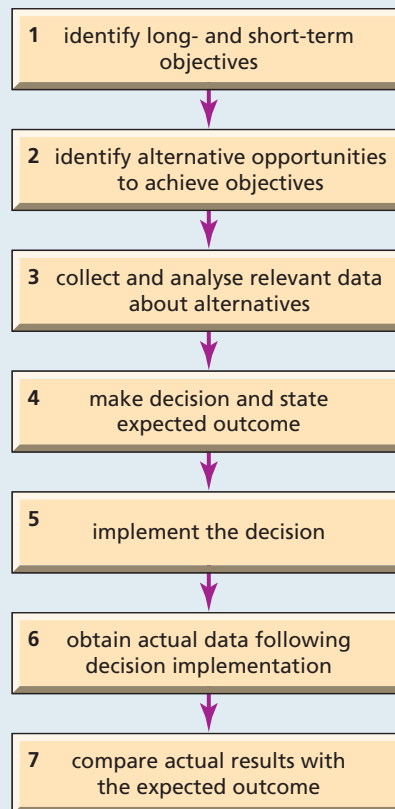 1 identify long- and short-term
objectives
2 identify alternative opportunities
to achieve objectives
3 collect and analyse relevant data
about alternatives
4 make decision and state
expected outcome
5
implement the decision
6 obtain actual data following
decision implementation
7 compare actual results with
the expected outcome